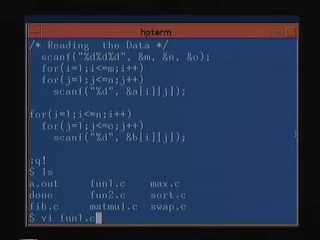 hpterm
/* Reading the Data */
scanf("%d%d%d", &m, &n, &o);
for(i=1;i<=m;i++)
for(j=1;j<=n;j++)
scanf("%d", &a[i][j]);
for(i=1;i<=n;i++)
for(j=1;j<=o;j++)
scanf("%d", &b[i][j]);
:q!
$ ls
a.out fun1.c max.c
done fun2.c sort.c
fib.c matmul.c swap.c
$ vi fun1.c